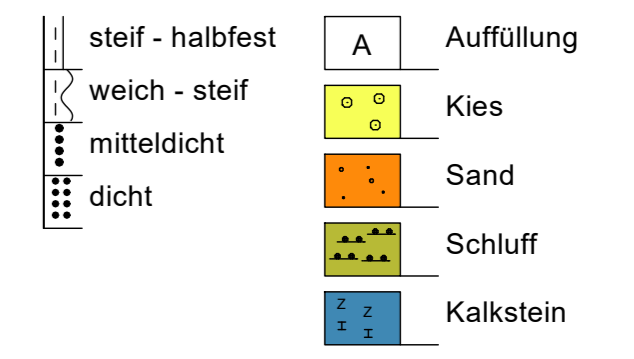 steif - halbfest
weich - steif
mitteldicht
dicht
A Auffüllung
Kies
Sand
Schluff
Z Z
I I
Kalkstein